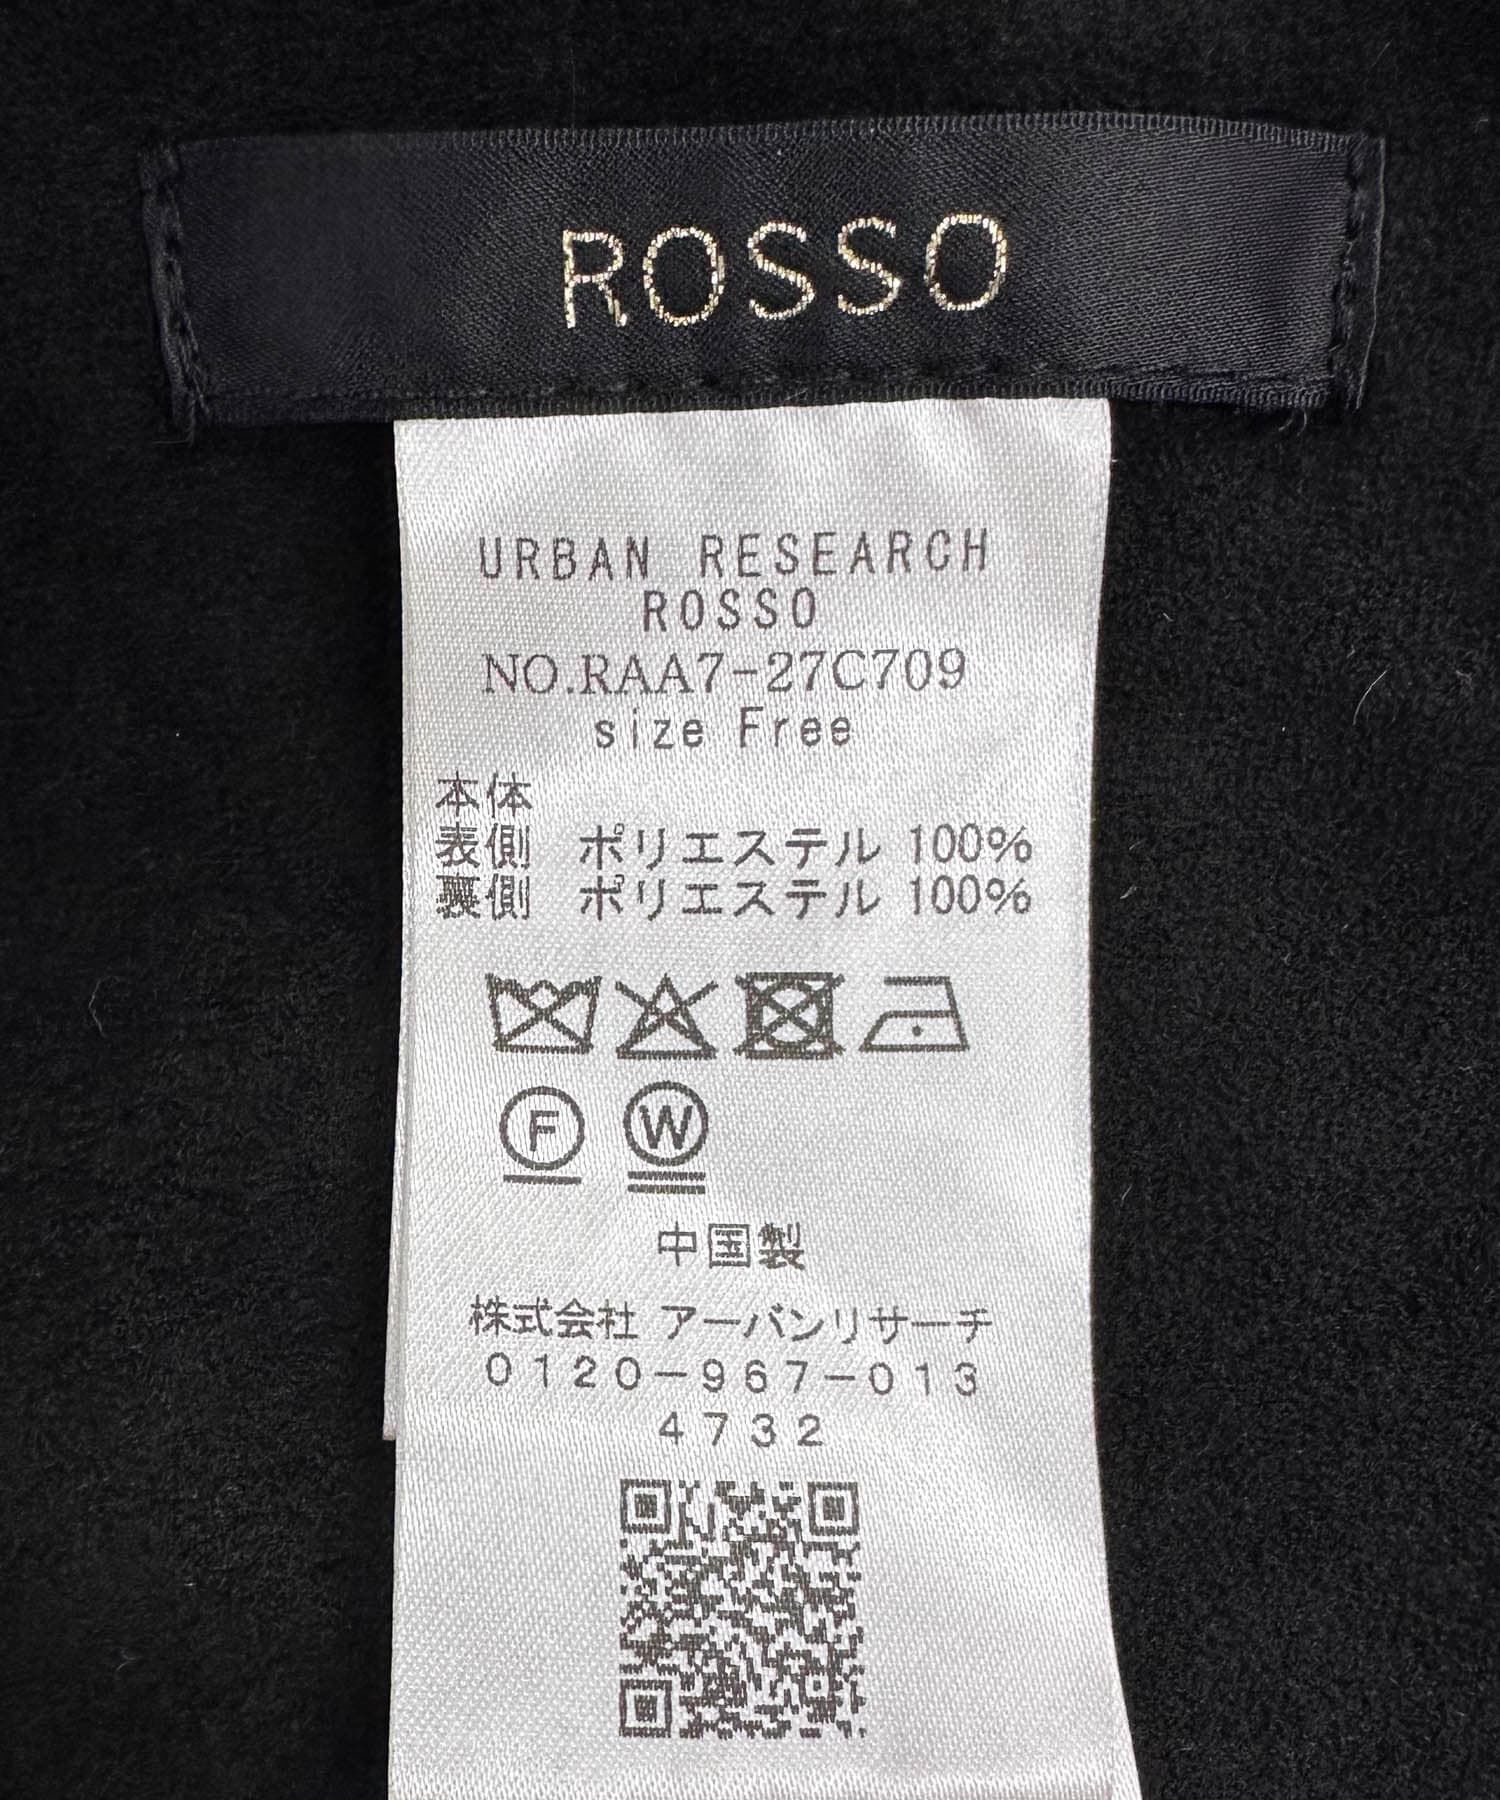 ROSSO
URBAN RESEARCH
ROSSO
NO.RAA7-27C709
size Free
本体
表側 ポリエステル 100%
裏側 ポリエステル 100%
F W
中国製
株式会社 アーバンリサーチ
0120-967-013
4732